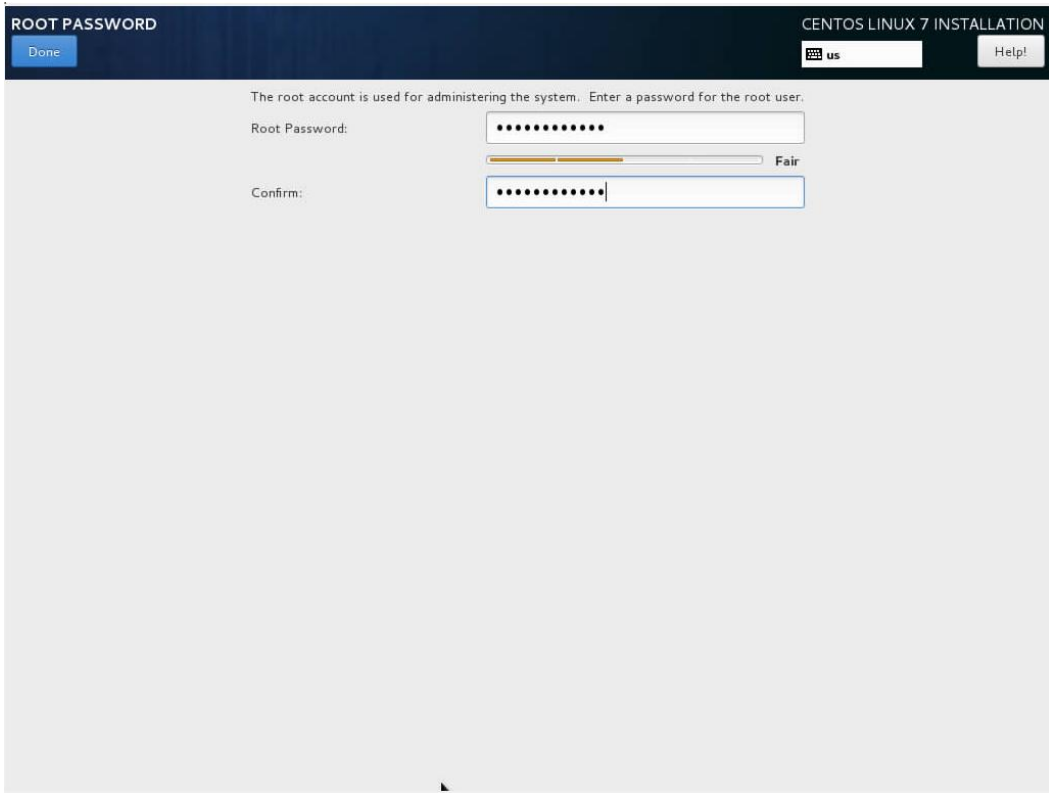 ROOT PASSWORD
CENTOS LINUX 7 INSTALLATION
Done
us
Help!
The root account is used for administering the system. Enter a password for the root user.
Root Password:
••••••••••••
Fair
Confirm:
••••••••••••